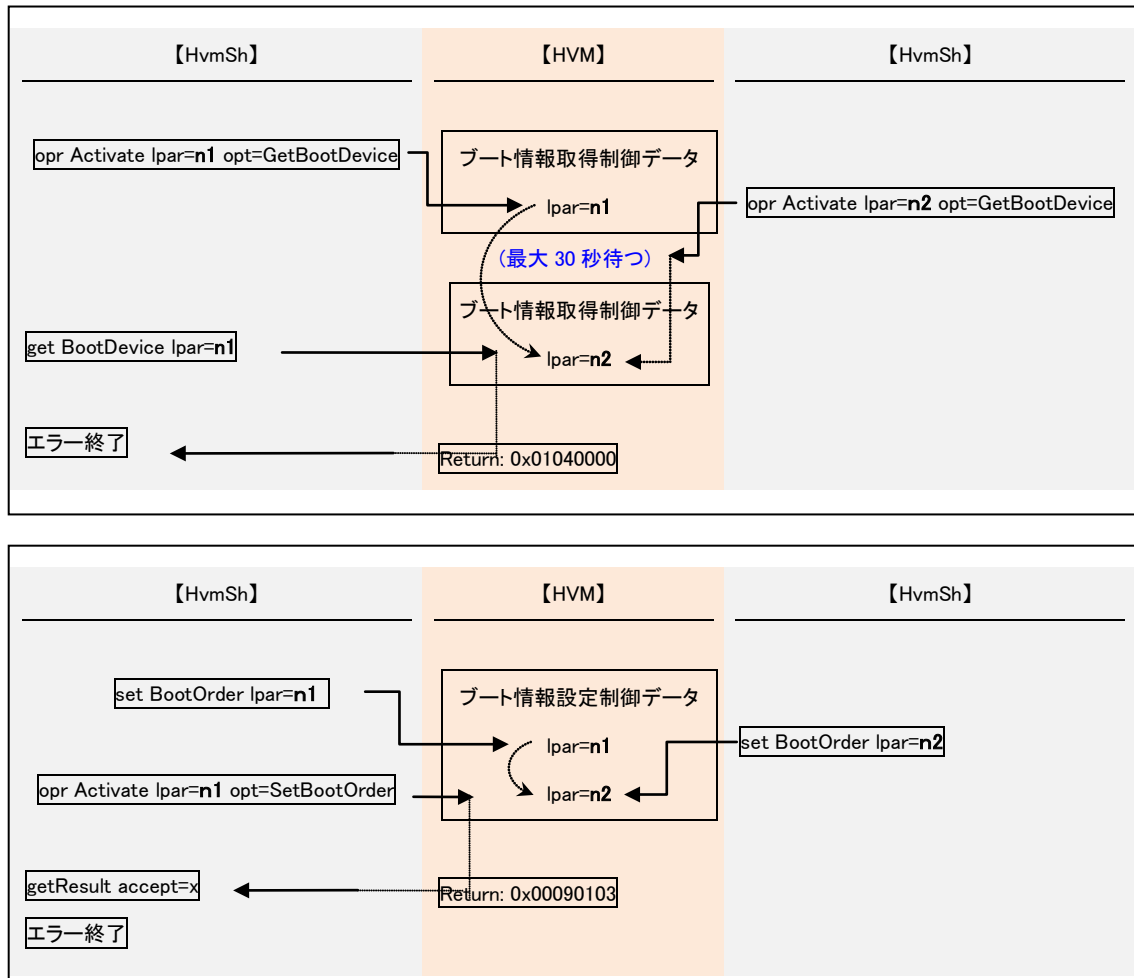 【HvmSh】 【HVM】 【HvmSh】
opr Activate lpar=n1 opt=GetBootDevice
ブート情報取得制御データ
lpar=n1
opr Activate lpar=n2 opt=GetBootDevice
（最大 30 秒待つ）
ブート情報取得制御データ
get BootDevice lpar=n1
lpar=n2
エラー終了
Return: 0x01040000
【HvmSh】 【HVM】 【HvmSh】
set BootOrder lpar=n1
ブート情報設定制御データ
lpar=n1
set BootOrder lpar=n2
opr Activate lpar=n1 opt=SetBootOrder
lpar=n2
getResult accept=x
Return: 0x00090103
エラー終了